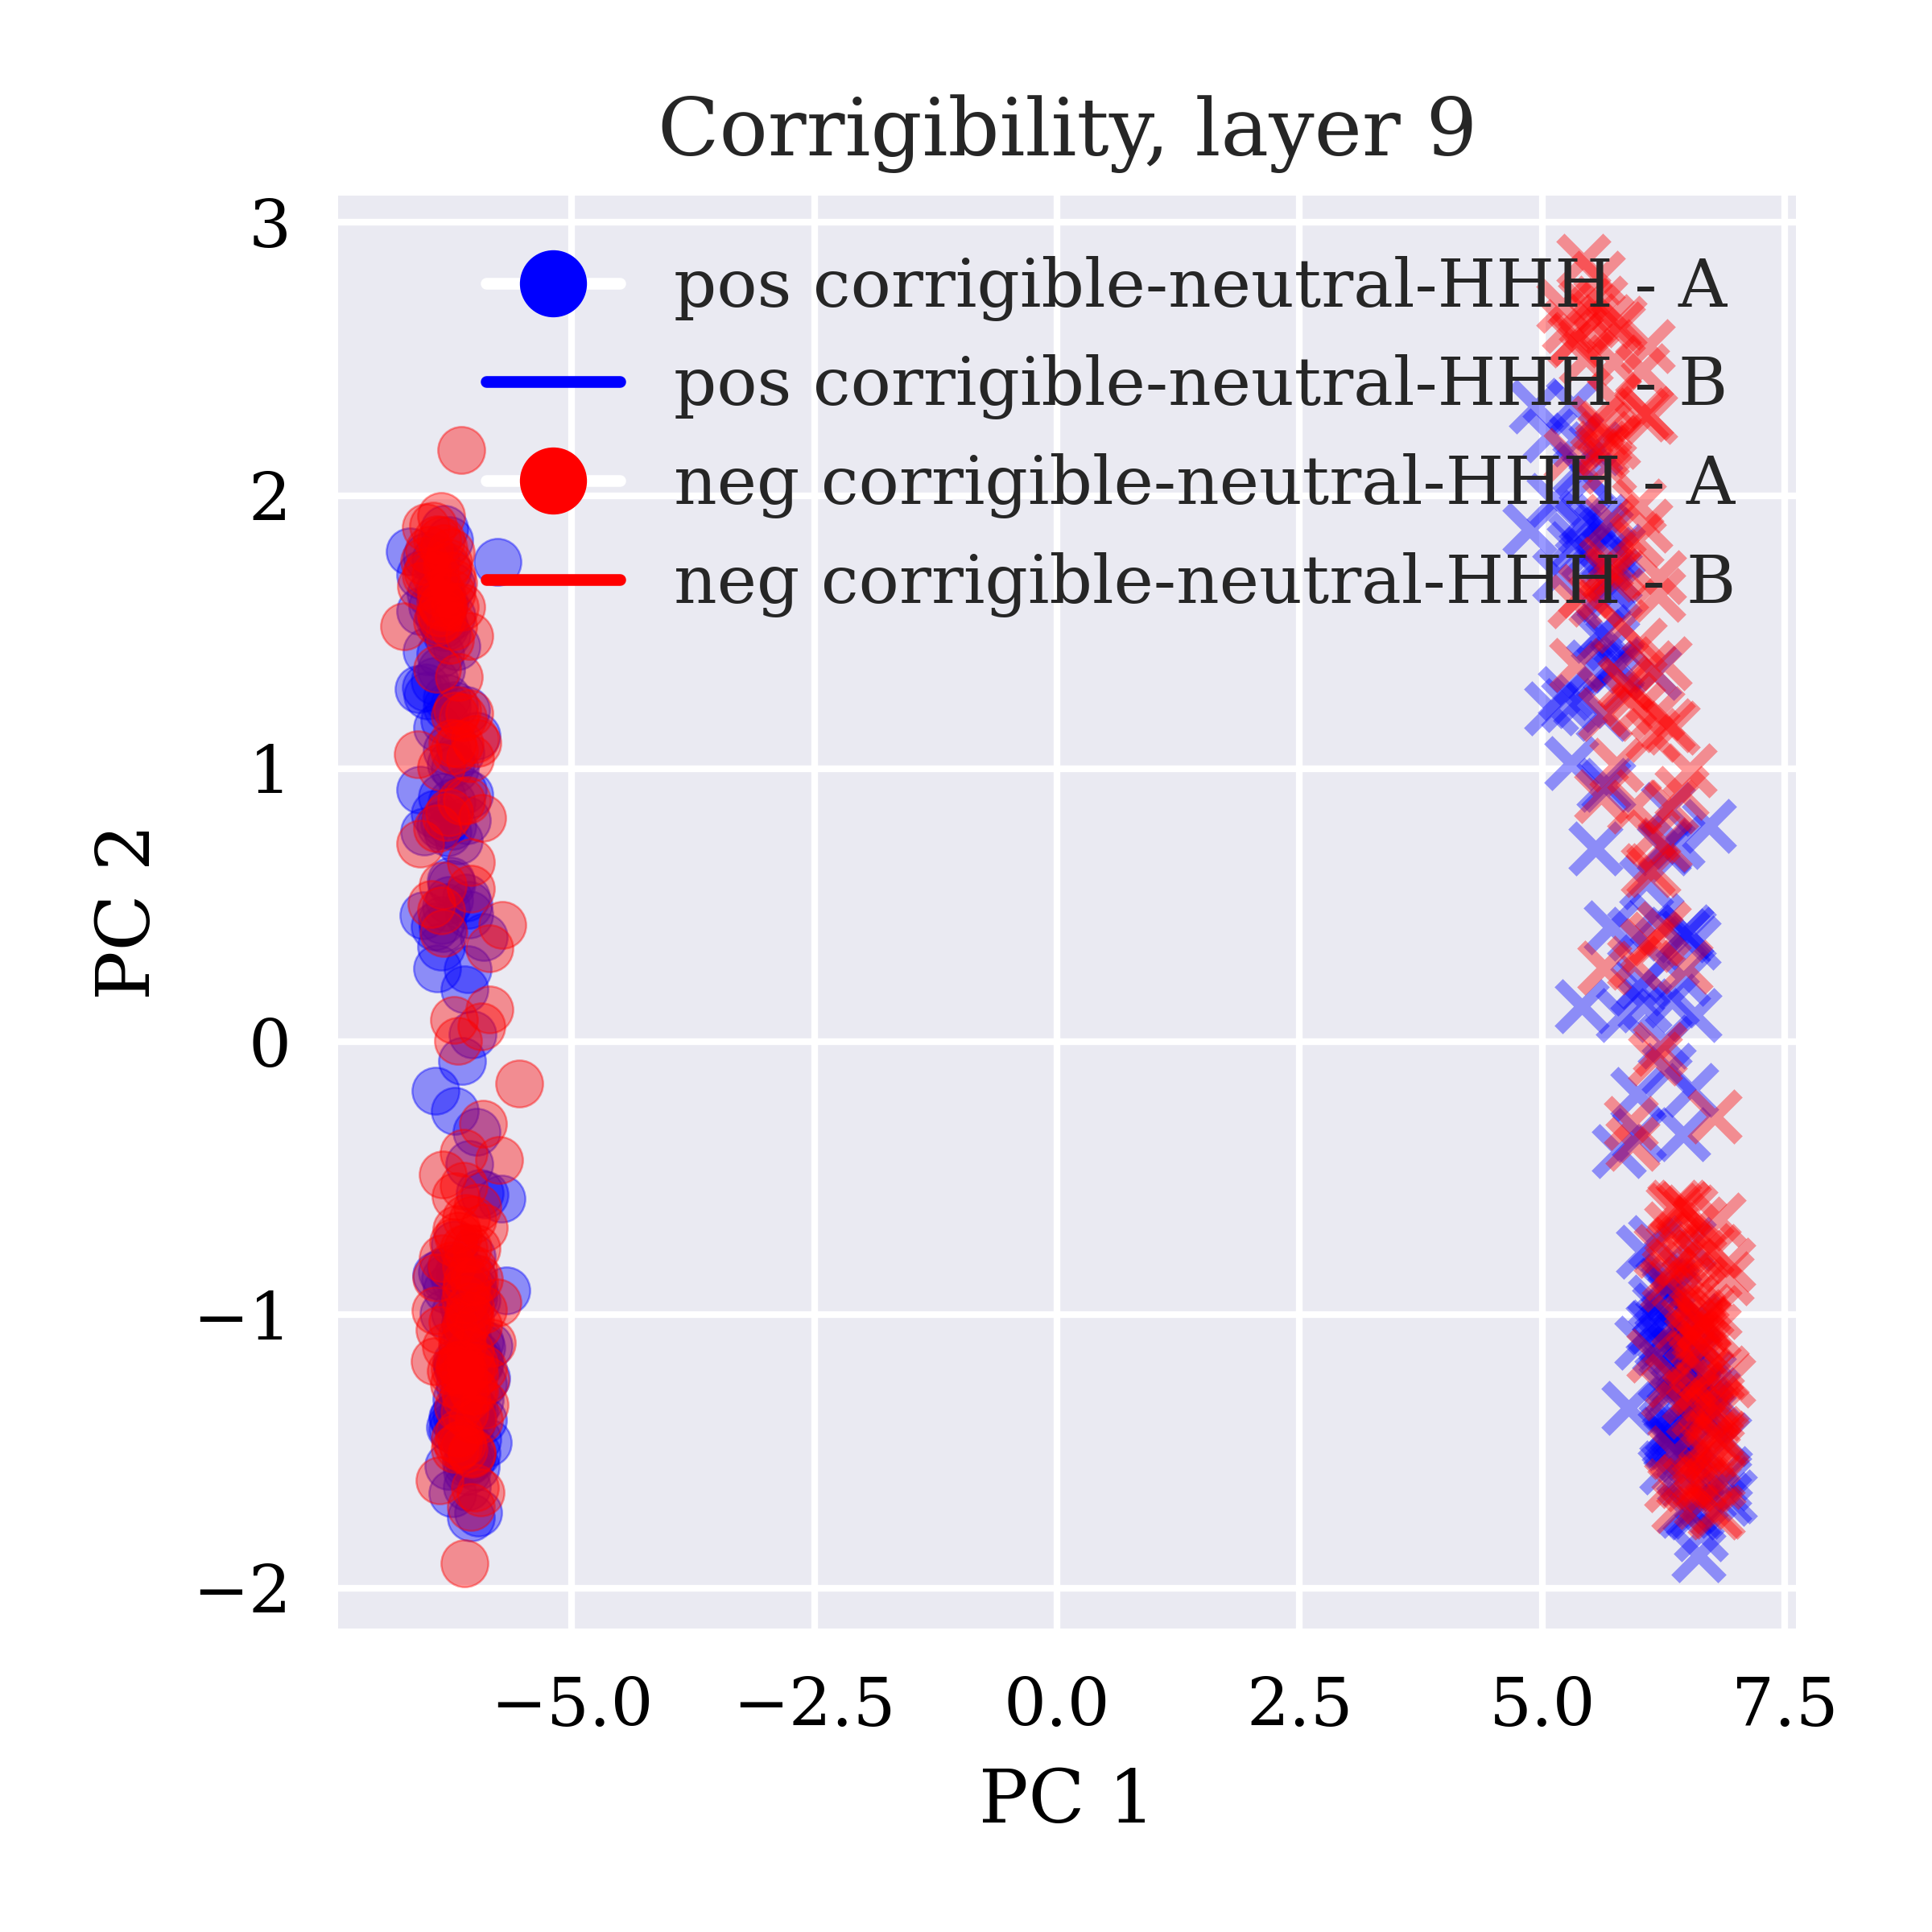 Corrigibility, layer 9
3
2
1
0
−1
−2
PC 2
pos corrigible-neutral-HHH - A
pos corrigible-neutral-HHH - B
neg corrigible-neutral-HHH - A
neg corrigible-neutral-HHH - B
−5.0 −2.5 0.0 2.5 5.0 7.5
PC 1